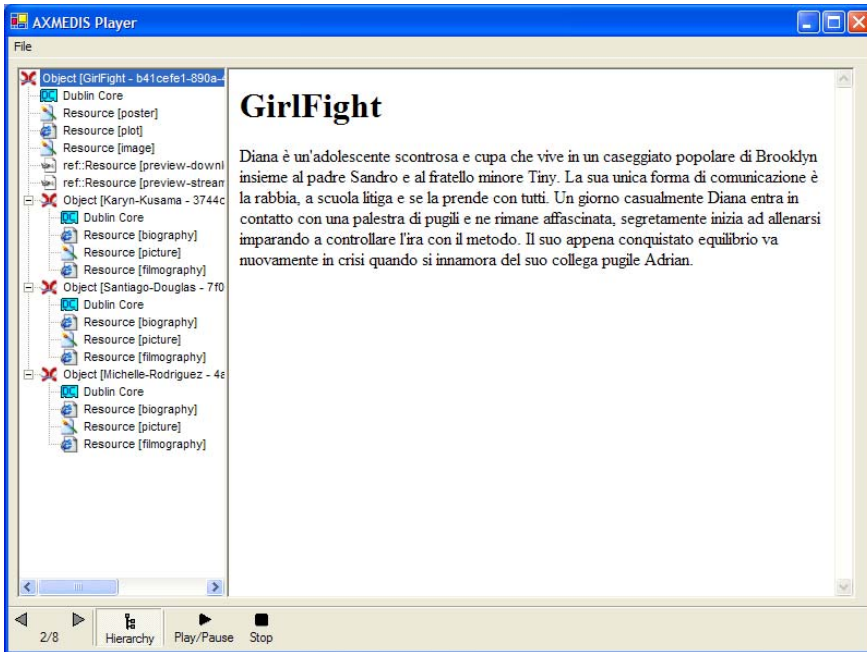 AXMEDIS Player
File
Object [GirlFight - b41cefe1-890a-4
Dublin Core
Resource [poster]
Resource [plot]
Resource [image]
ref::Resource [preview-downl
ref::Resource [preview-stream
Object [Karyn-Kusama - 3744c
Dublin Core
Resource [biography]
Resource [picture]
Resource [filmography]
Object [Santiago-Douglas - 7f0
Dublin Core
Resource [biography]
Resource [picture]
Resource [filmography]
Object [Michelle-Rodriguez - 4a
Dublin Core
Resource [biography]
Resource [picture]
Resource [filmography]
GirlFight
Diana è un'adolescente scontrosa e cupa che vive in un caseggiato popolare di Brooklyn
insieme al padre Sandro e al fratello minore Tiny. La sua unica forma di comunicazione è
la rabbia, a scuola litiga e se la prende con tutti. Un giorno casualmente Diana entra in
contatto con una palestra di pugili e ne rimane affascinata, segretamente inizia ad allenarsi
imparando a controllare l'ira con il metodo. Il suo appena conquistato equilibrio va
nuovamente in crisi quando si innamora del suo collega pugile Adrian.
2/8 Hierarchy Play/Pause Stop